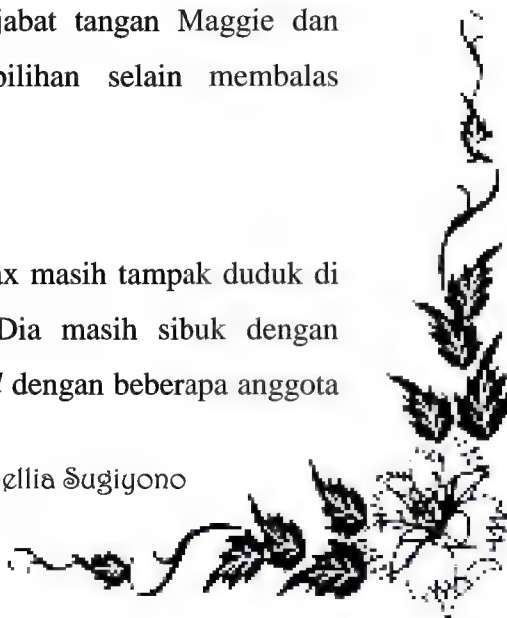 jabat tangan Maggie dan
pilihan selain membalas
ax masih tampak duduk di
Dia masih sibuk dengan
dengan beberapa anggota
ellia Sugiyono